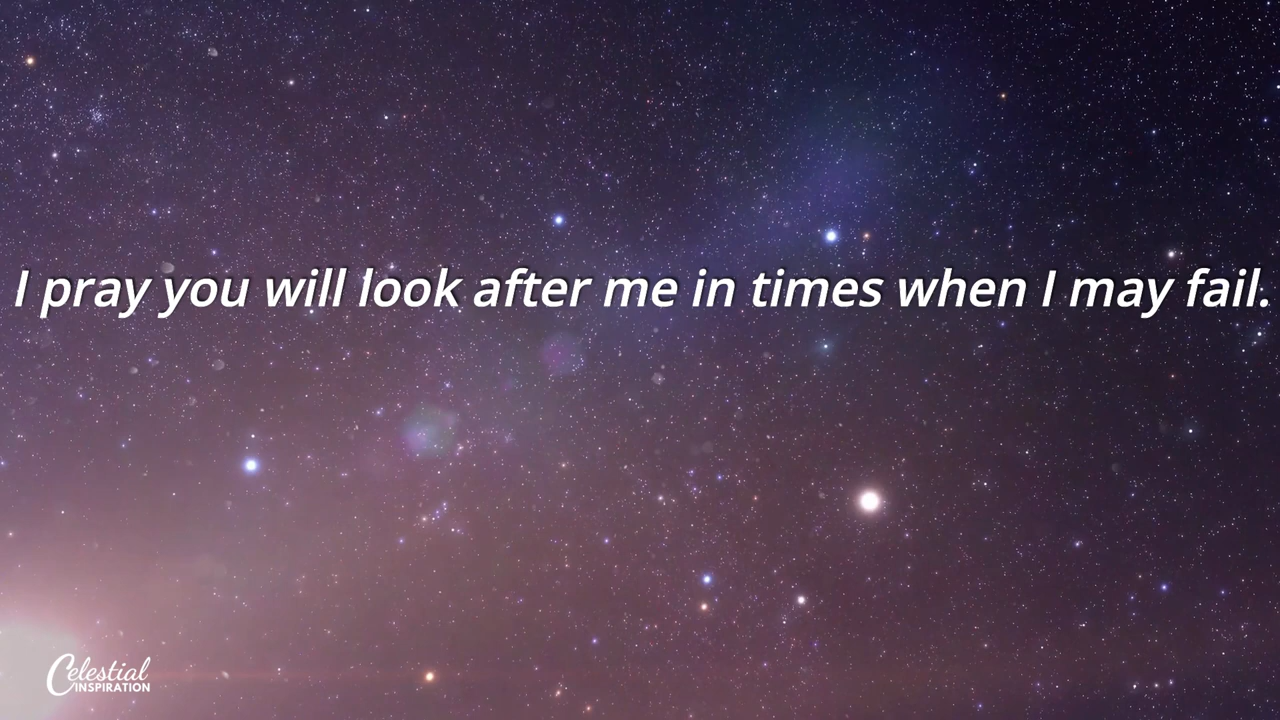 I pray you will look after me in times when I may fail.
Celestial
INSPIRATION